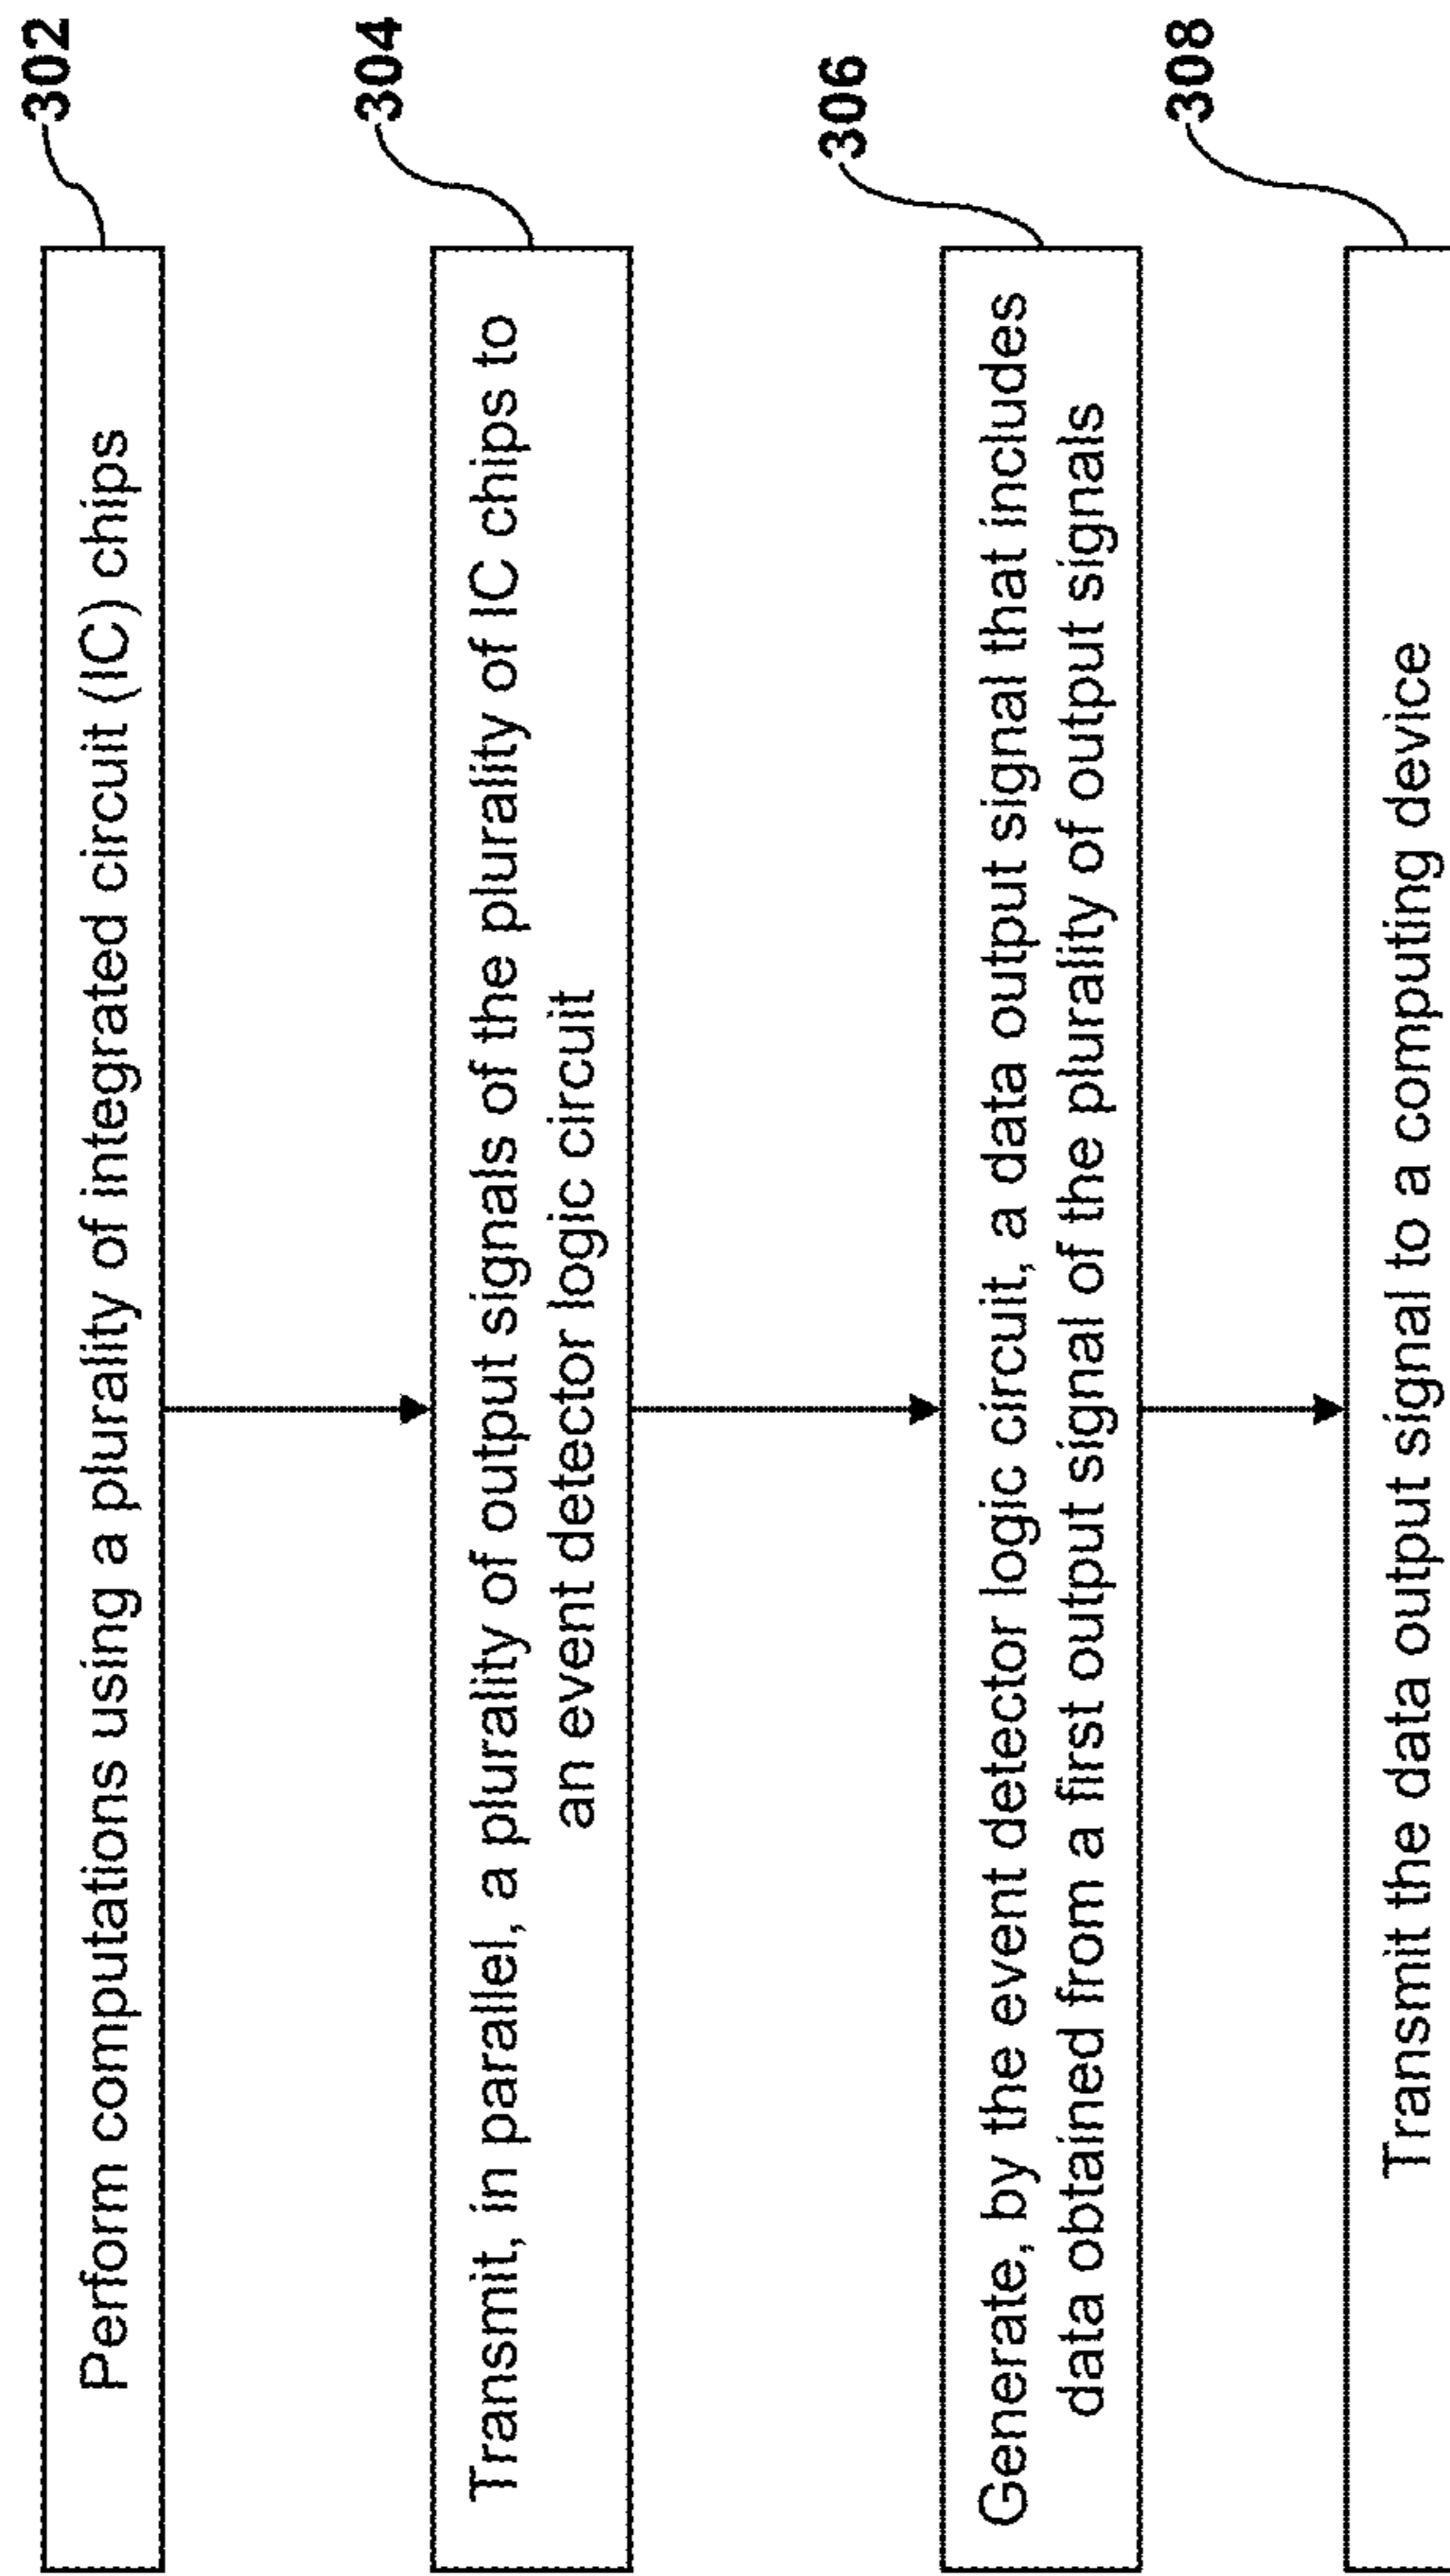 302
Perform computations using a plurality of integrated circuit (IC) chips
304
Transmit, in parallel, a plurality of output signals of the plurality of IC chips to
an event detector logic circuit
306
Generate, by the event detector logic circuit, a data output signal that includes
data obtained from a first output signal of the plurality of output signals
308
Transmit the data output signal to a computing device